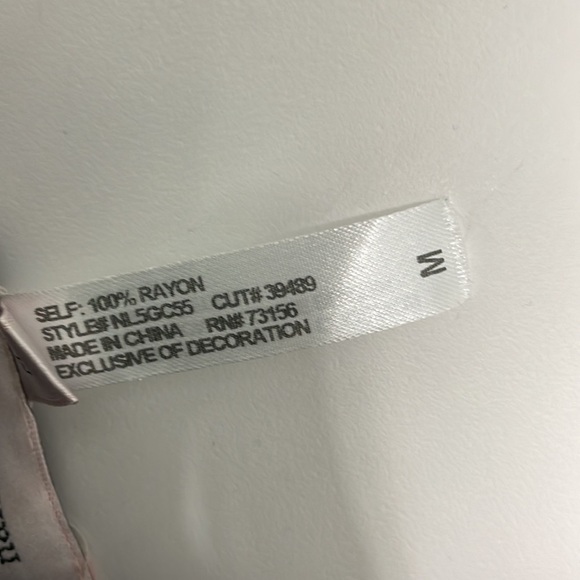 SELF: 100% RAYON
STYLE# NL5GC55 CUT# 39489
MADE IN CHINA RN# 73156
EXCLUSIVE OF DECORATION
M